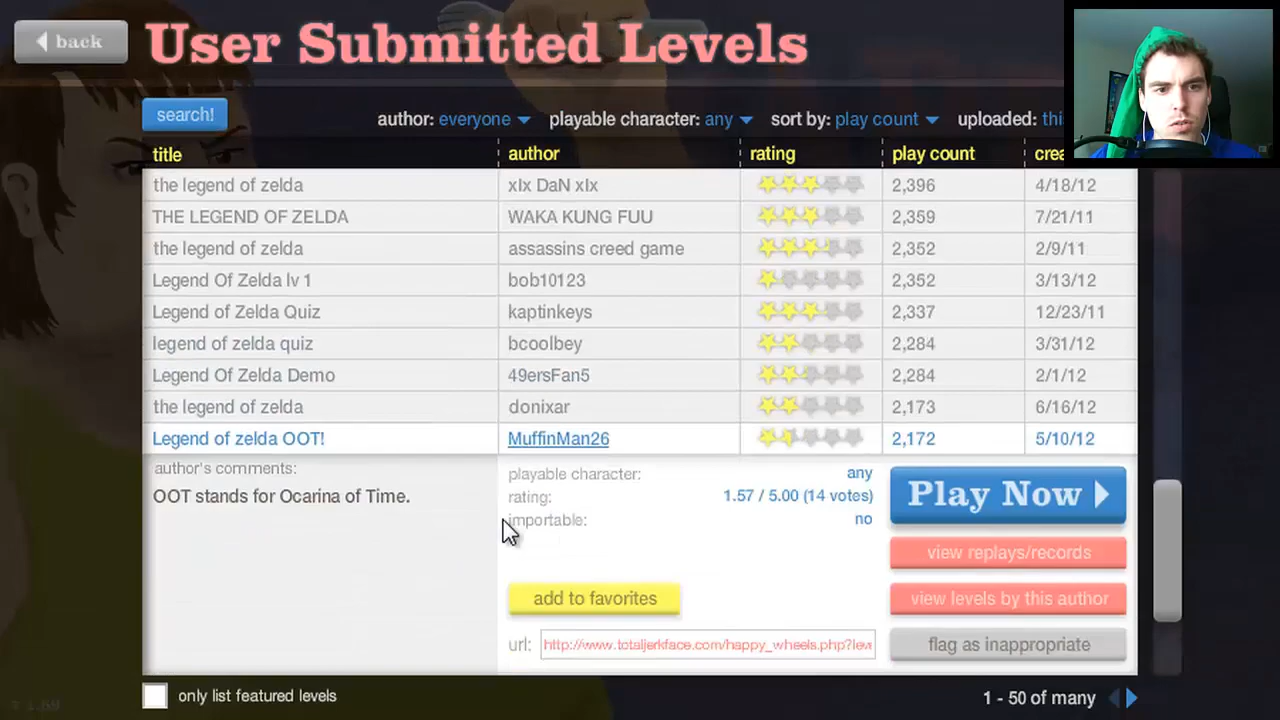 back
User Submitted Levels
search!
author: everyone playable character: any sort by: play count uploaded: thi
title author rating play count crea
the legend of zelda xIx DaN xIx 2,396 4/18/12
THE LEGEND OF ZELDA WAKA KUNG FUU 2,359 7/21/11
the legend of zelda assassins creed game 2,352 2/9/11
Legend Of Zelda lv 1 bob10123 2,352 3/13/12
Legend Of Zelda Quiz kaptinkeys 2,337 12/23/11
legend of zelda quiz bcoolbey 2,284 3/31/12
Legend Of Zelda Demo 49ersFan5 2,284 2/1/12
the legend of zelda donixar 2,173 6/16/12
Legend of zelda OOT! MuffinMan26 2,172 5/10/12
author's comments:
OOT stands for Ocarina of Time.
playable character: any
rating: 1.57 / 5.00 (14 votes)
importable: no
Play Now
view replays/records
add to favorites
view levels by this author
url: http://www.totaljerkface.com/happy_wheels.php?lev
flag as inappropriate
only list featured levels
1 - 50 of many